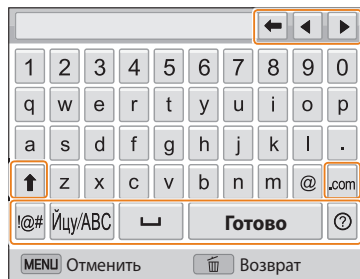 1 2 3 4 5 6 7 8 9 0
q w e r t y u i o p
a s d f g h j k l .
z x c v b n m @ .com
!@# Йцу/ABC Готово ?
MENU Отменить Возврат